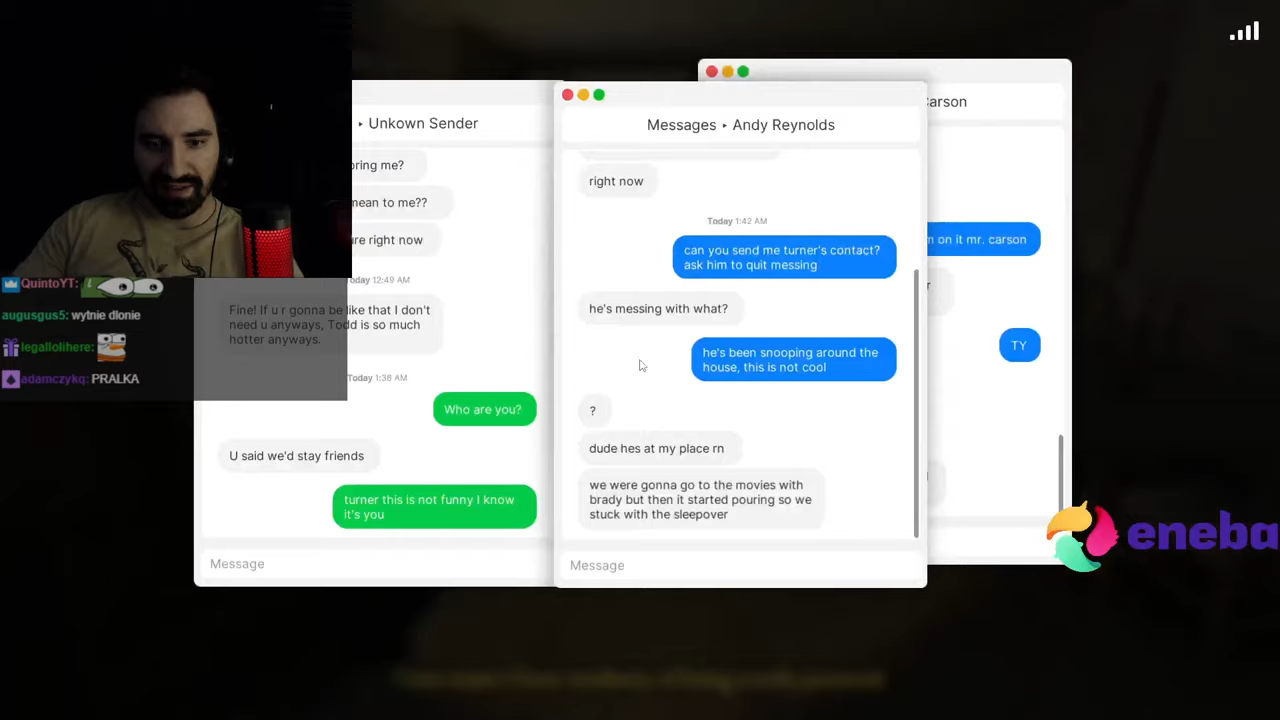 Unkown Sender
oring me?
mean to me??
ure right now
oday 12:49 AM
Fine! If u r gonna be like that I don't
need u anyways, Todd is so much
hotter anyways.
Today 1:38 AM
Who are you?
U said we'd stay friends
turner this is not funny I know
it's you
Message
Messages ▸ Andy Reynolds
right now
Today 1:42 AM
can you send me turner's contact?
ask him to quit messing
he's messing with what?
he's been snooping around the
house, this is not cool
?
dude hes at my place rn
we were gonna go to the movies with
brady but then it started pouring so we
stuck with the sleepover
Message
Carson
m on it mr. carson
r
TY
QuintoYT:
augusgus5: wytnie dlonie
legallolihere:
adamczykq: PRALKA
eneba